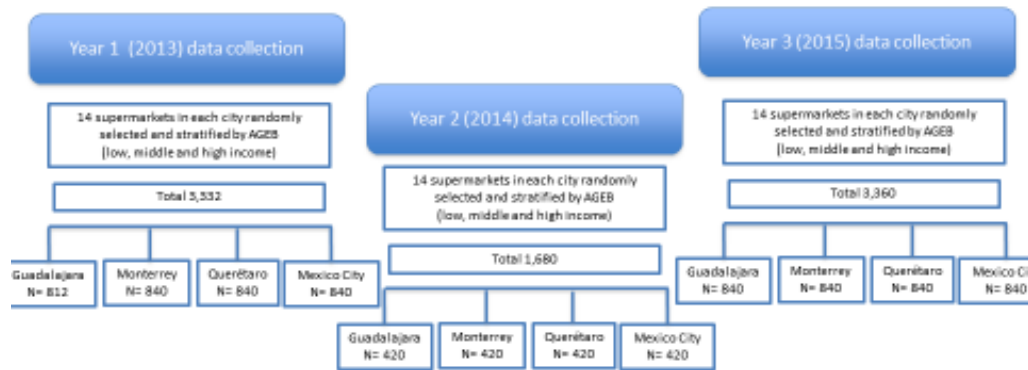 Year 1 (2013) data collection
14 supermarkets in each city randomly
selected and stratified by AGEB
(low, middle and high income)
Total 3,332
Guadalajara
N= 812
Monterrey
N= 840
Querétaro
N= 840
Mexico City
N= 840
Year 2 (2014) data collection
14 supermarkets in each city randomly
selected and stratified by AGEB
(low, middle and high income)
Total 1,680
Guadalajara
N= 420
Monterrey
N= 420
Querétaro
N= 420
Mexico City
N= 420
Year 3 (2015) data collection
14 supermarkets in each city randomly
selected and stratified by AGEB
(low, middle and high income)
Total 3,360
Guadalajara
N= 840
Monterrey
N= 840
Querétaro
N= 840
Mexico Cit
N= 840